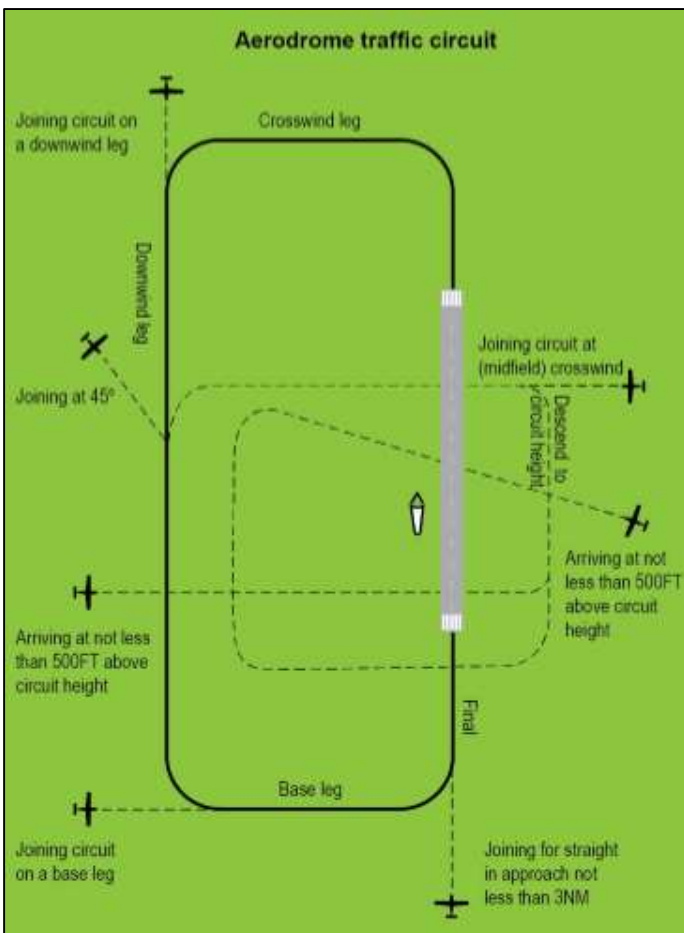 Aerodrome traffic circuit
Joining circuit on
a downwind leg
Crosswind leg
Downwind leg
Joining circuit at
(midfield) crosswind
Joining at 45º
Descend to
circuit height
Arriving at not
less than 500FT
above circuit
height
Arriving at not less
than 500FT above
circuit height
Final
Base leg
Joining circuit
on a base leg
Joining for straight
in approach not
less than 3NM